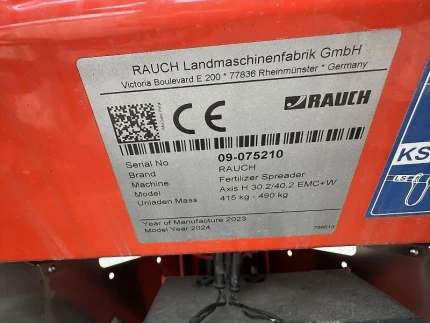 RAUCH Landmaschinenfabrik GmbH
Victoria Boulevard E 200 * 77836 Rheinmünster * Germany
CE
RAUCH
Serial No 09-075210
Brand RAUCH
Machine Fertilizer Spreader
Model Axis H 30.2/40.2 EMC+W
Unladen Mass 415 kg - 490 kg
Year of Manufacture 2023
Model Year 2024
KS